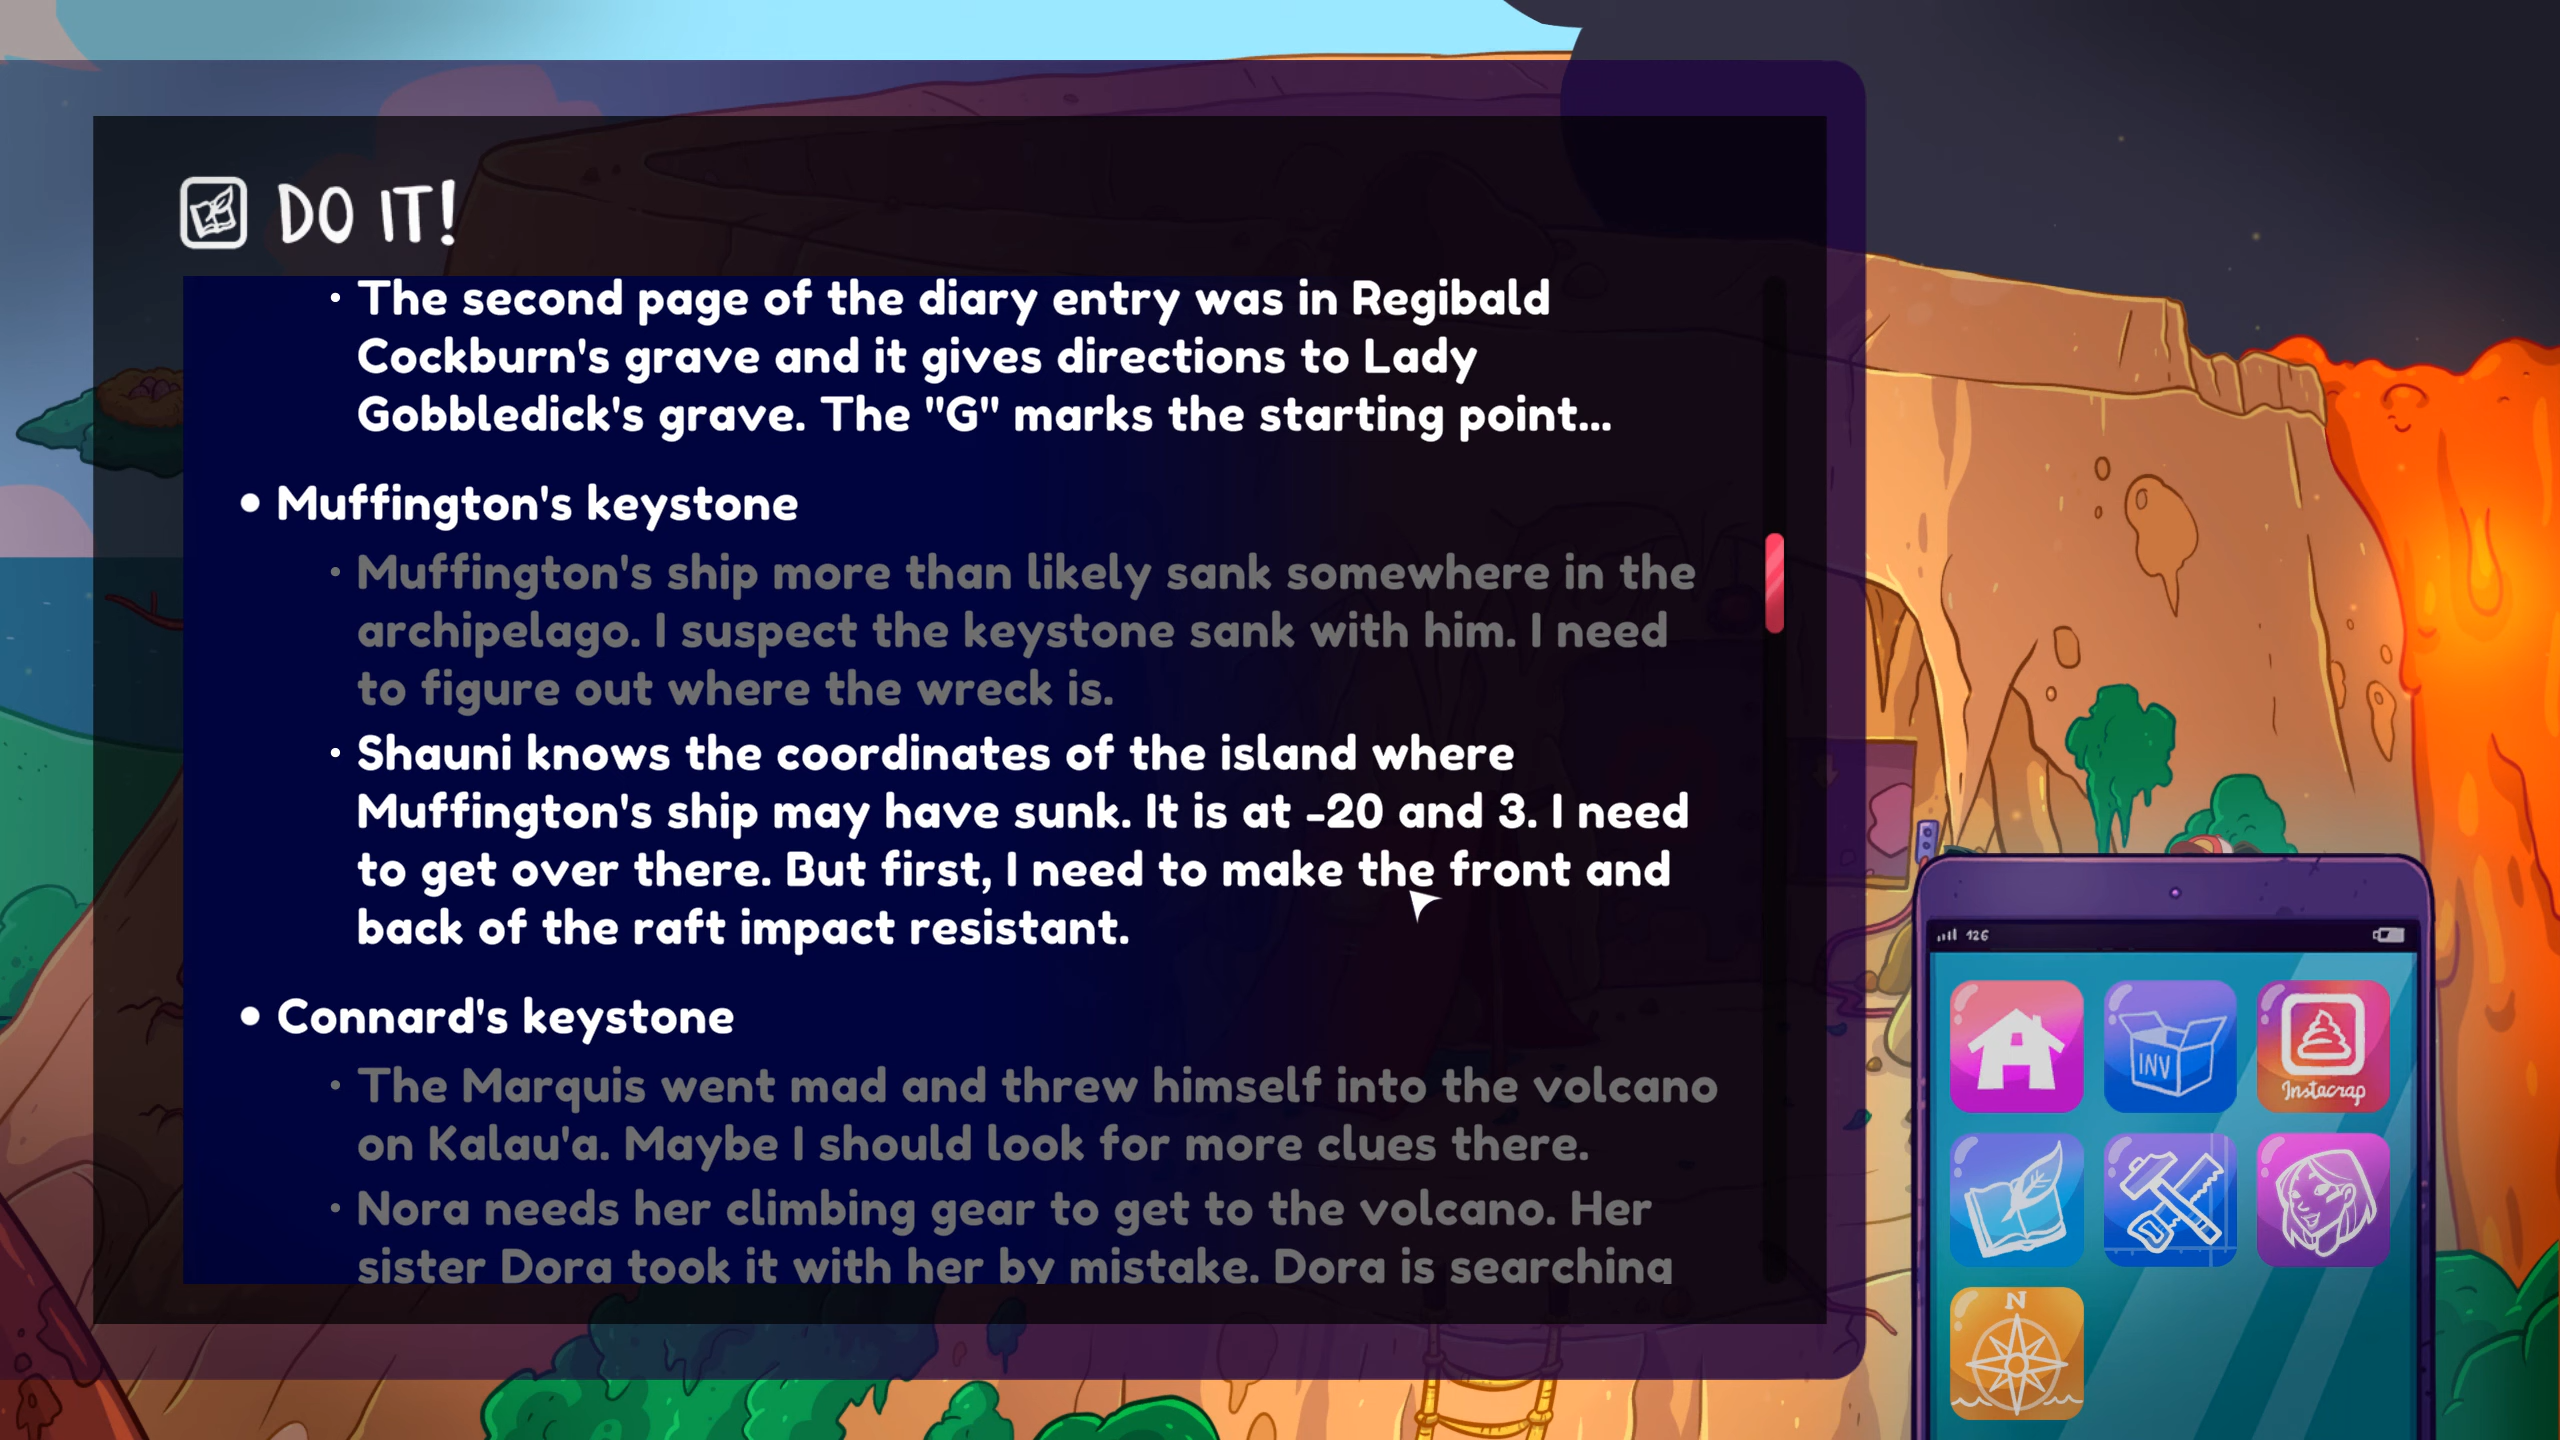 DO IT!
• The second page of the diary entry was in Regibald
Cockburn's grave and it gives directions to Lady
Gobbledick's grave. The "G" marks the starting point...
• Muffington's keystone
• Muffington's ship more than likely sank somewhere in the
archipelago. I suspect the keystone sank with him. I need
to figure out where the wreck is.
• Shauni knows the coordinates of the island where
Muffington's ship may have sunk. It is at -20 and 3. I need
to get over there. But first, I need to make the front and
back of the raft impact resistant.
• Connard's keystone
• The Marquis went mad and threw himself into the volcano
on Kalau'a. Maybe I should look for more clues there.
• Nora needs her climbing gear to get to the volcano. Her
sister Dora took it with her by mistake. Dora is searching
126
INV
Instacrap
N